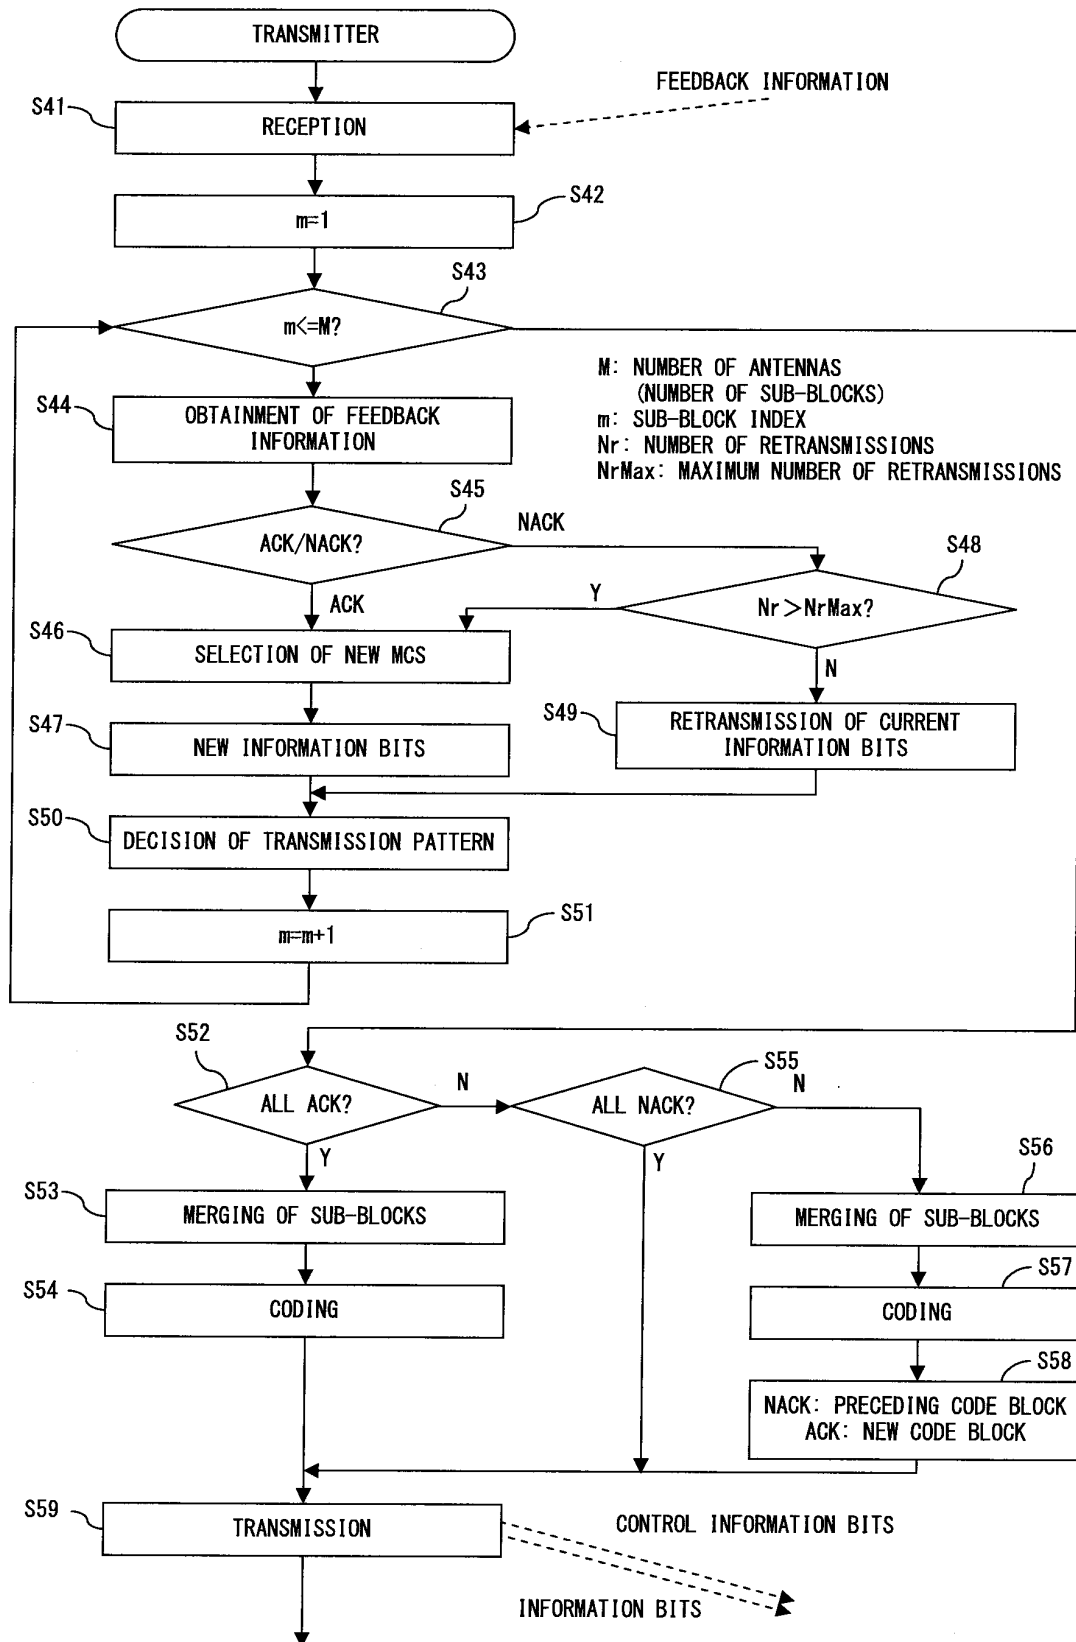 TRANSMITTER
FEEDBACK INFORMATION
S41
RECEPTION
S42
m=1
S43
m<=M?
M: NUMBER OF ANTENNAS
(NUMBER OF SUB-BLOCKS)
m: SUB-BLOCK INDEX
Nr: NUMBER OF RETRANSMISSIONS
NrMax: MAXIMUM NUMBER OF RETRANSMISSIONS
S44
OBTAINMENT OF FEEDBACK
INFORMATION
S45
ACK/NACK?
NACK
S48
Nr>NrMax?
Y
ACK
N
S46
SELECTION OF NEW MCS
S49
RETRANSMISSION OF CURRENT
INFORMATION BITS
S47
NEW INFORMATION BITS
S50
DECISION OF TRANSMISSION PATTERN
S51
m=m+1
S52
ALL ACK?
N
S55
ALL NACK?
N
Y
Y
S53
MERGING OF SUB-BLOCKS
S56
MERGING OF SUB-BLOCKS
S54
CODING
S57
CODING
S58
NACK: PRECEDING CODE BLOCK
ACK: NEW CODE BLOCK
S59
TRANSMISSION
CONTROL INFORMATION BITS
INFORMATION BITS